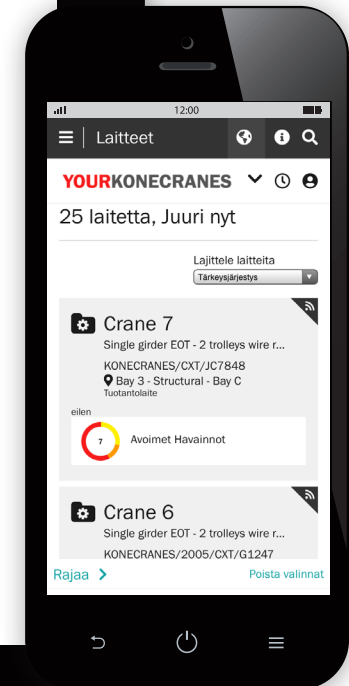 12:00
Laitteet
YOURKONECRANES
25 laitetta, Juuri nyt
Lajittele laitteita
Tärkeysjärjestys
Crane 7
Single girder EOT - 2 trolleys wire r...
KONECRANES/CXT/JC7848
Bay 3 - Structural - Bay C
Tuotantolaite
eilen
7
Avoimet Havainnot
Crane 6
Single girder EOT - 2 trolleys wire r...
KONECRANES/2005/CXT/G1247
Rajaa
Poista valinnat